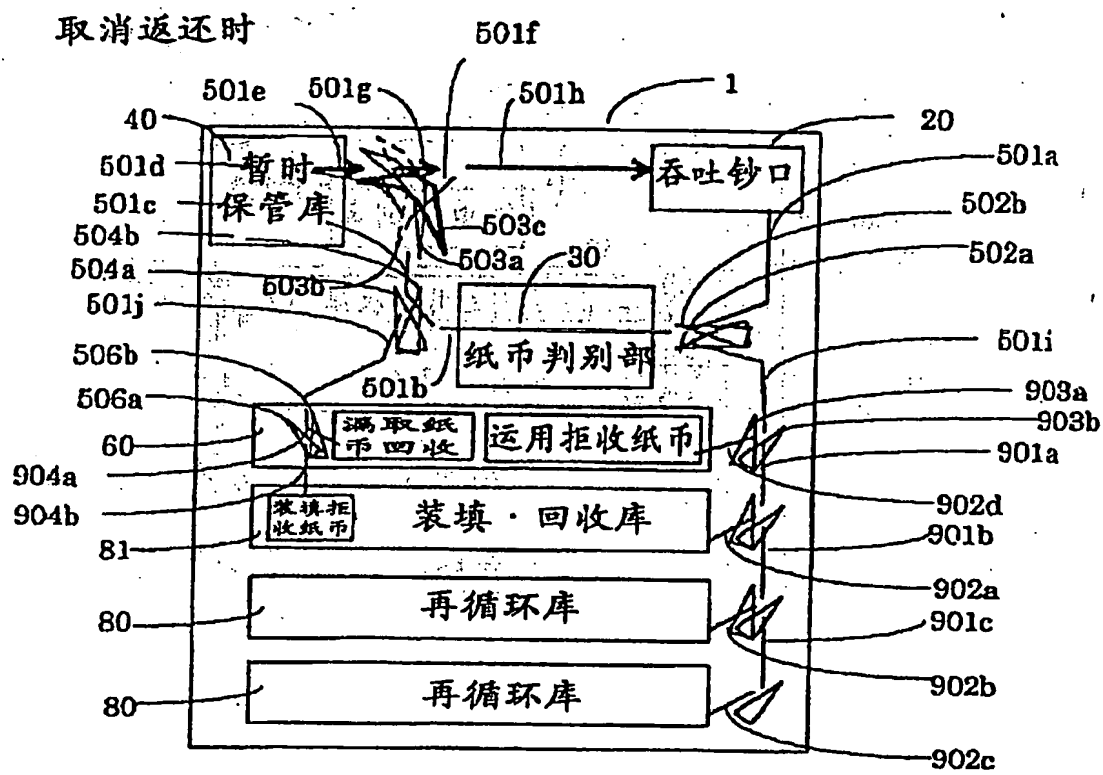 取消返还时
501f
501e
501g
501h
1
40
20
501d
501a
暂时
保管库
吞吐钞口
501c
502b
504b
503c
502a
504a
503a
30
503b
501j
501i
纸币判别部
506b
501b
903a
506a
903b
60
漏取纸
币回收
运用拒收纸币
901a
904a
902d
904b
装填拒
收纸币
装填·回收库
901b
81
902a
80
再循环库
901c
902b
80
再循环库
902c